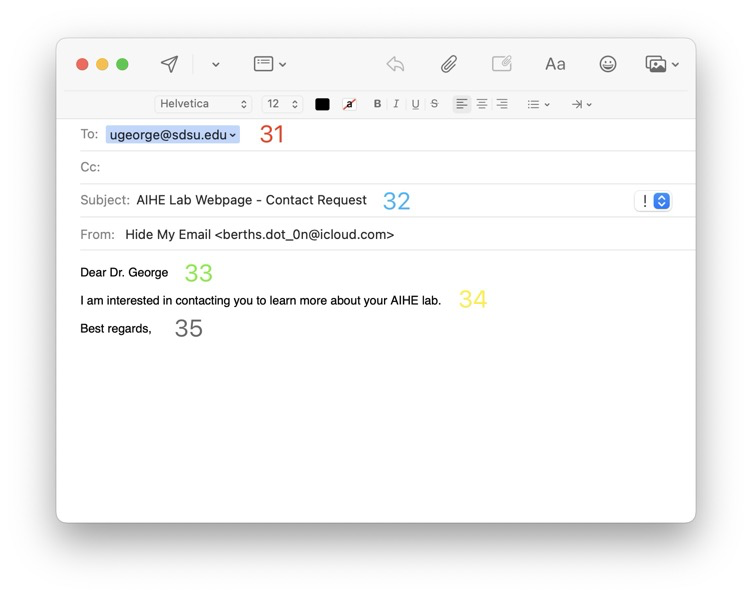 Aa
Helvetica 12 a B I U S
To: ugeorge@sdsu.edu 31
Cc:
Subject: AIHE Lab Webpage - Contact Request 32 !
From: Hide My Email <berths.dot_0n@icloud.com>
Dear Dr. George 33
I am interested in contacting you to learn more about your AIHE lab. 34
Best regards, 35